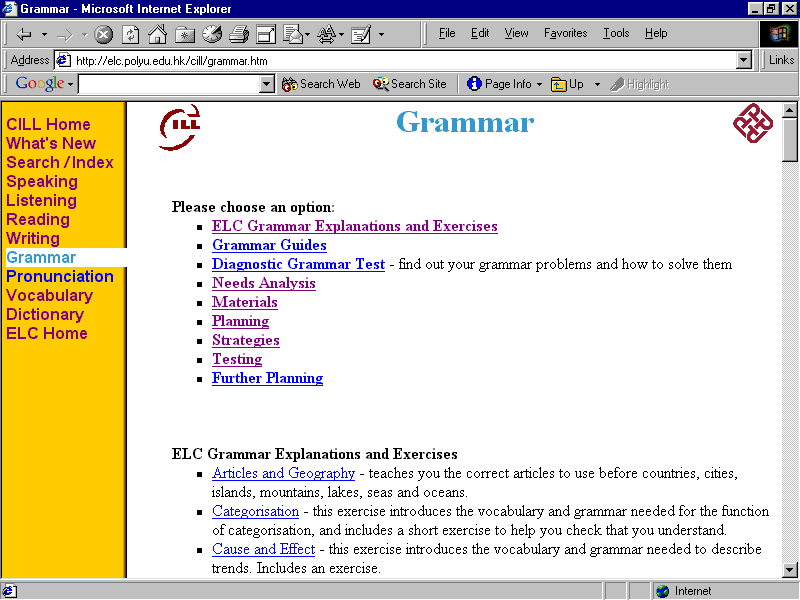 Grammar - Microsoft Internet Explorer
File Edit View Favorites Tools Help
Address http://elc.polyu.edu.hk/cill/grammar.htm Links
Google Search Web Search Site Page Info Up Highlight
CILL Home
What's New
Search / Index
Speaking
Listening
Reading
Writing
Grammar
Pronunciation
Vocabulary
Dictionary
ELC Home
CILL
Grammar
Please choose an option:
ELC Grammar Explanations and Exercises
Grammar Guides
Diagnostic Grammar Test - find out your grammar problems and how to solve them
Needs Analysis
Materials
Planning
Strategies
Testing
Further Planning
ELC Grammar Explanations and Exercises
Articles and Geography - teaches you the correct articles to use before countries, cities,
islands, mountains, lakes, seas and oceans.
Categorisation - this exercise introduces the vocabulary and grammar needed for the function
of categorisation, and includes a short exercise to help you check that you understand.
Cause and Effect - this exercise introduces the vocabulary and grammar needed to describe
trends. Includes an exercise.
Internet